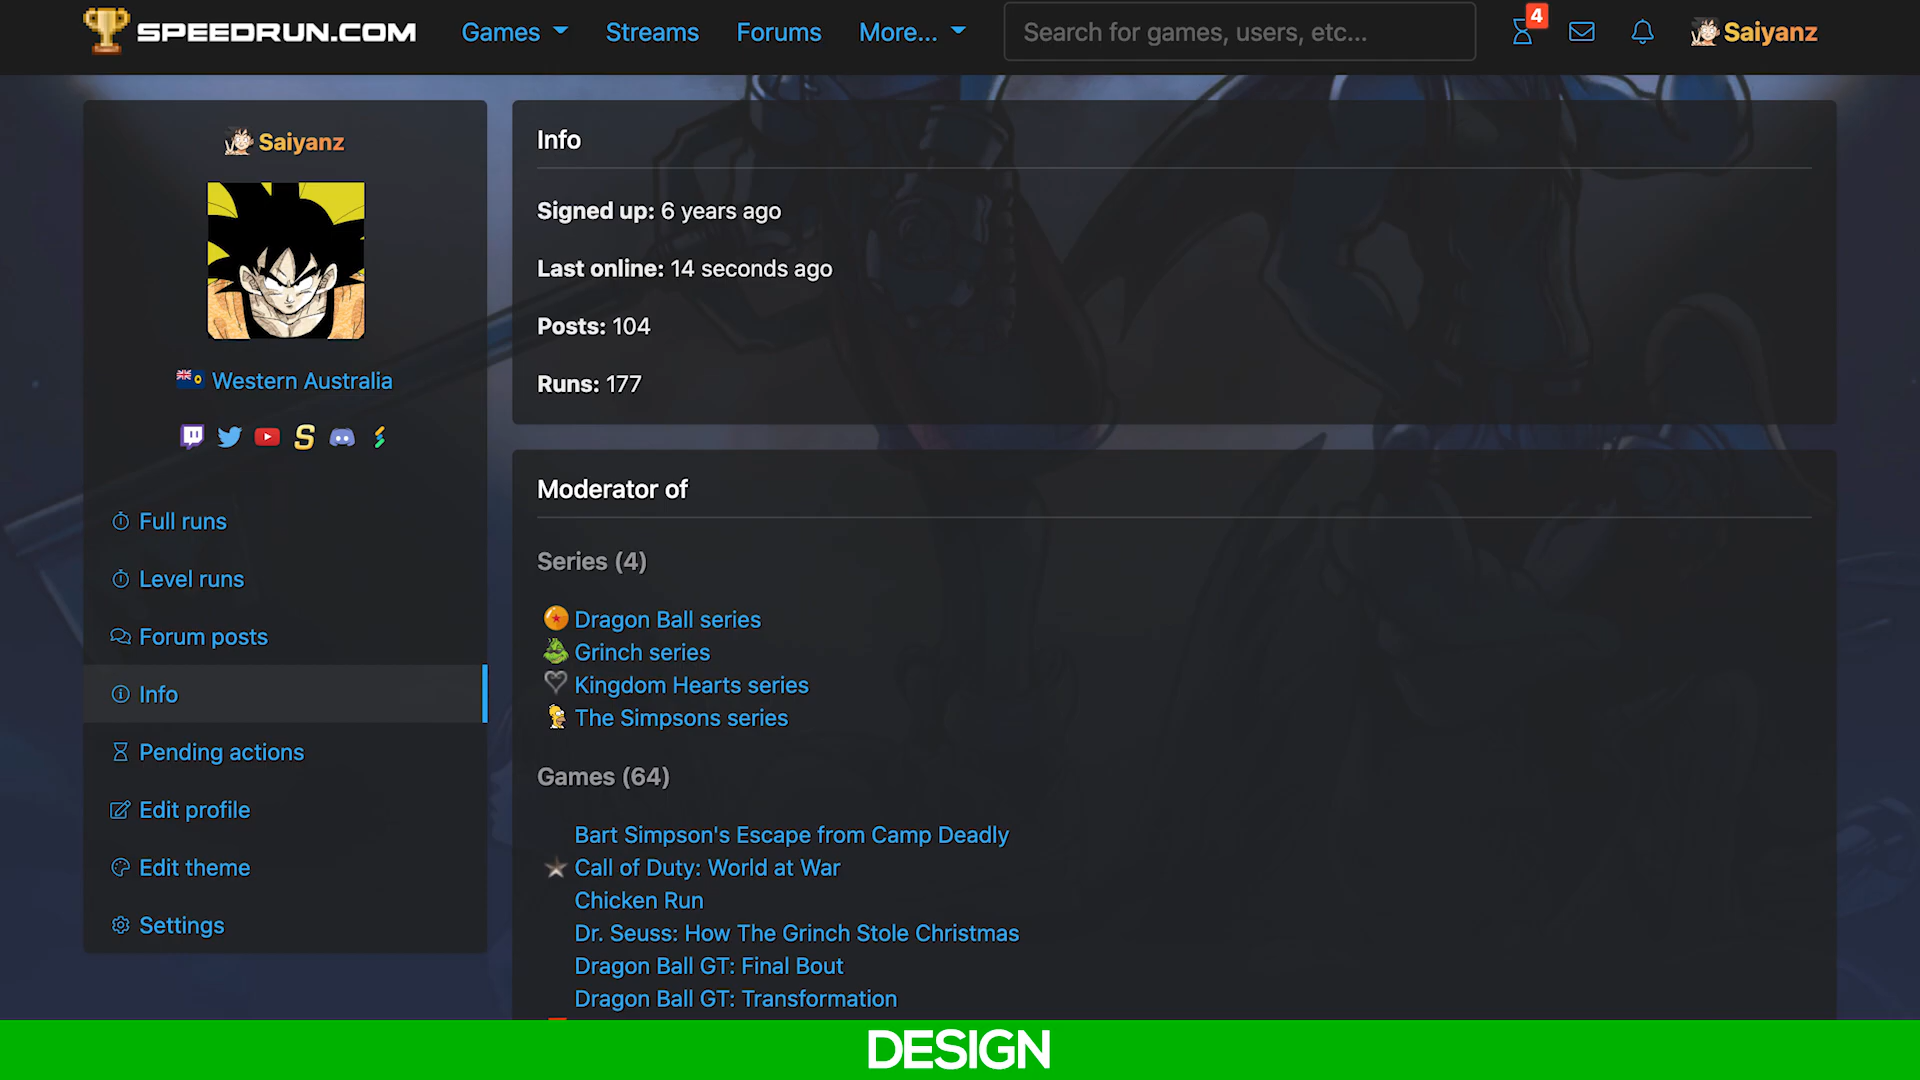 SPEEDRUN.COM
Games
Streams
Forums
More...
Search for games, users, etc...
4
Saiyanz
Saiyanz
Western Australia
S
Full runs
Level runs
Forum posts
Info
Pending actions
Edit profile
Edit theme
Settings
Info
Signed up: 6 years ago
Last online: 14 seconds ago
Posts: 104
Runs: 177
Moderator of
Series (4)
Dragon Ball series
Grinch series
Kingdom Hearts series
The Simpsons series
Games (64)
Bart Simpson's Escape from Camp Deadly
Call of Duty: World at War
Chicken Run
Dr. Seuss: How The Grinch Stole Christmas
Dragon Ball GT: Final Bout
Dragon Ball GT: Transformation
DESIGN